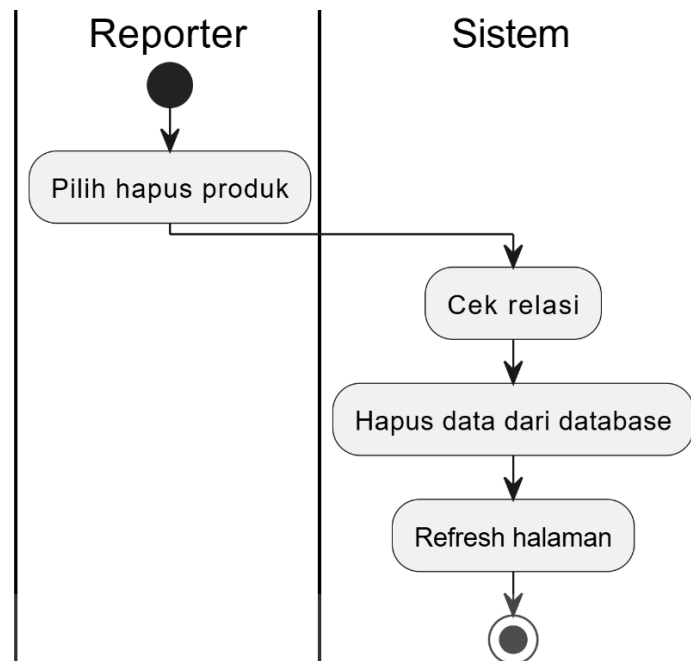 Reporter
Sistem
Pilih hapus produk
Cek relasi
Hapus data dari database
Refresh halaman